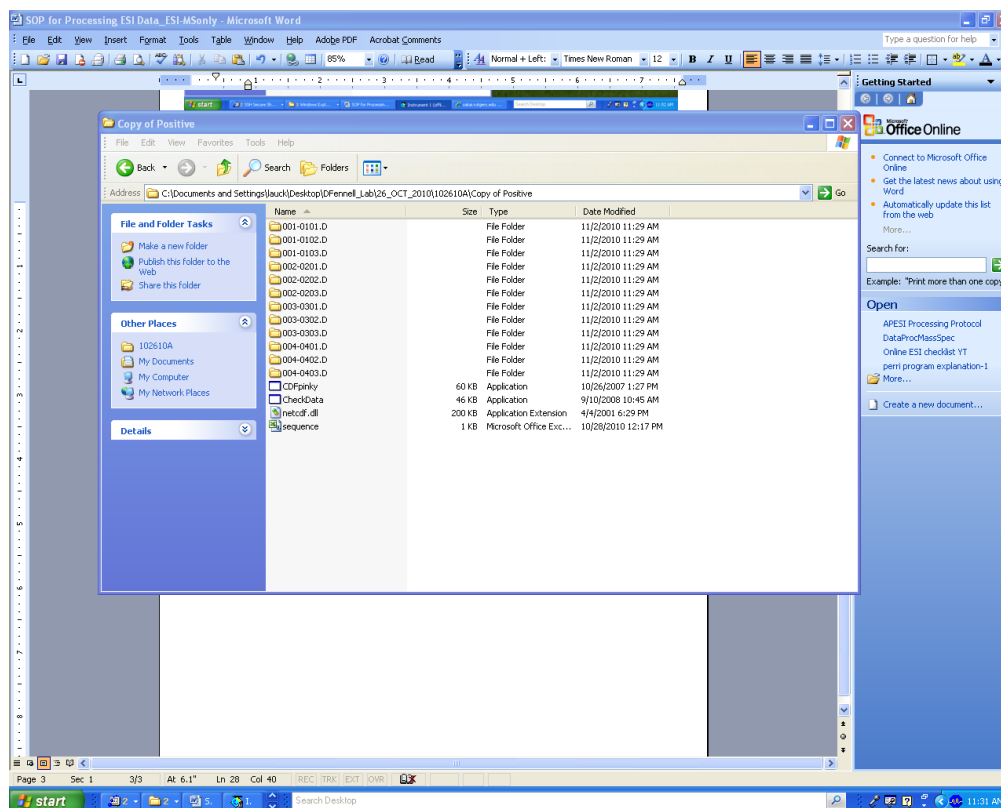 SOP for Processing ESI Data_ESI-MSonly - Microsoft Word
File Edit View Insert Format Tools Table Window Help Adobe PDF Acrobat Comments
Type a question for help
85% Read Normal + Left: Times New Roman 12 B I U
Getting Started
start
Copy of Positive
File Edit View Favorites Tools Help
Back Search Folders
Address C:\Documents and Settings\lauck\Desktop\DFennell_Lab\26_OCT_2010\102610A\Copy of Positive Go
File and Folder Tasks
Make a new folder
Publish this folder to the
Web
Share this folder
Other Places
102610A
My Documents
My Computer
My Network Places
Details
Name Size Type Date Modified
001-0101.D File Folder 11/2/2010 11:29 AM
001-0102.D File Folder 11/2/2010 11:29 AM
001-0103.D File Folder 11/2/2010 11:29 AM
002-0201.D File Folder 11/2/2010 11:29 AM
002-0202.D File Folder 11/2/2010 11:29 AM
002-0203.D File Folder 11/2/2010 11:29 AM
003-0301.D File Folder 11/2/2010 11:29 AM
003-0302.D File Folder 11/2/2010 11:29 AM
003-0303.D File Folder 11/2/2010 11:29 AM
004-0401.D File Folder 11/2/2010 11:29 AM
004-0402.D File Folder 11/2/2010 11:29 AM
004-0403.D File Folder 11/2/2010 11:29 AM
CDFpinky 60 KB Application 10/26/2007 1:27 PM
CheckData 46 KB Application 9/10/2008 10:45 AM
netcdf.dll 200 KB Application Extension 4/4/2001 6:29 PM
sequence 1 KB Microsoft Office Exc... 10/28/2010 12:17 PM
Microsoft
Office Online
Connect to Microsoft Office
Online
Get the latest news about using
Word
Automatically update this list
from the web
More...
Search for:
Example: "Print more than one copy
Open
APESI Processing Protocol
DataProcMassSpec
Online ESI checklist YT
perri program explanation-1
More...
Create a new document...
Page 3 Sec 1 3/3 At 6.1" Ln 28 Col 40 REC TRK EXT OVR
start 2 2 S. I. Search Desktop 11:31 AM